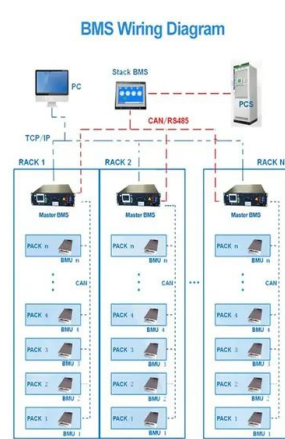 BMS Wiring Diagram
Stack BMS
PC
PCS
CAN/RS485
TCP/IP
RACK 1
RACK 2
RACK N
Master BMS
Master BMS
Master BMS
PACK n
BMU n
PACK n
BMU n
PACK n
BMU n
CAN
CAN
CAN
PACK 4
BMU 4
PACK 4
BMU 4
PACK 4
BMU 4
PACK 3
BMU 3
PACK 3
BMU 3
PACK 3
BMU 3
PACK 2
BMU 2
PACK 2
BMU 2
PACK 2
BMU 2
PACK 1
BMU 1
PACK 1
BMU 1
PACK 1
BMU 1